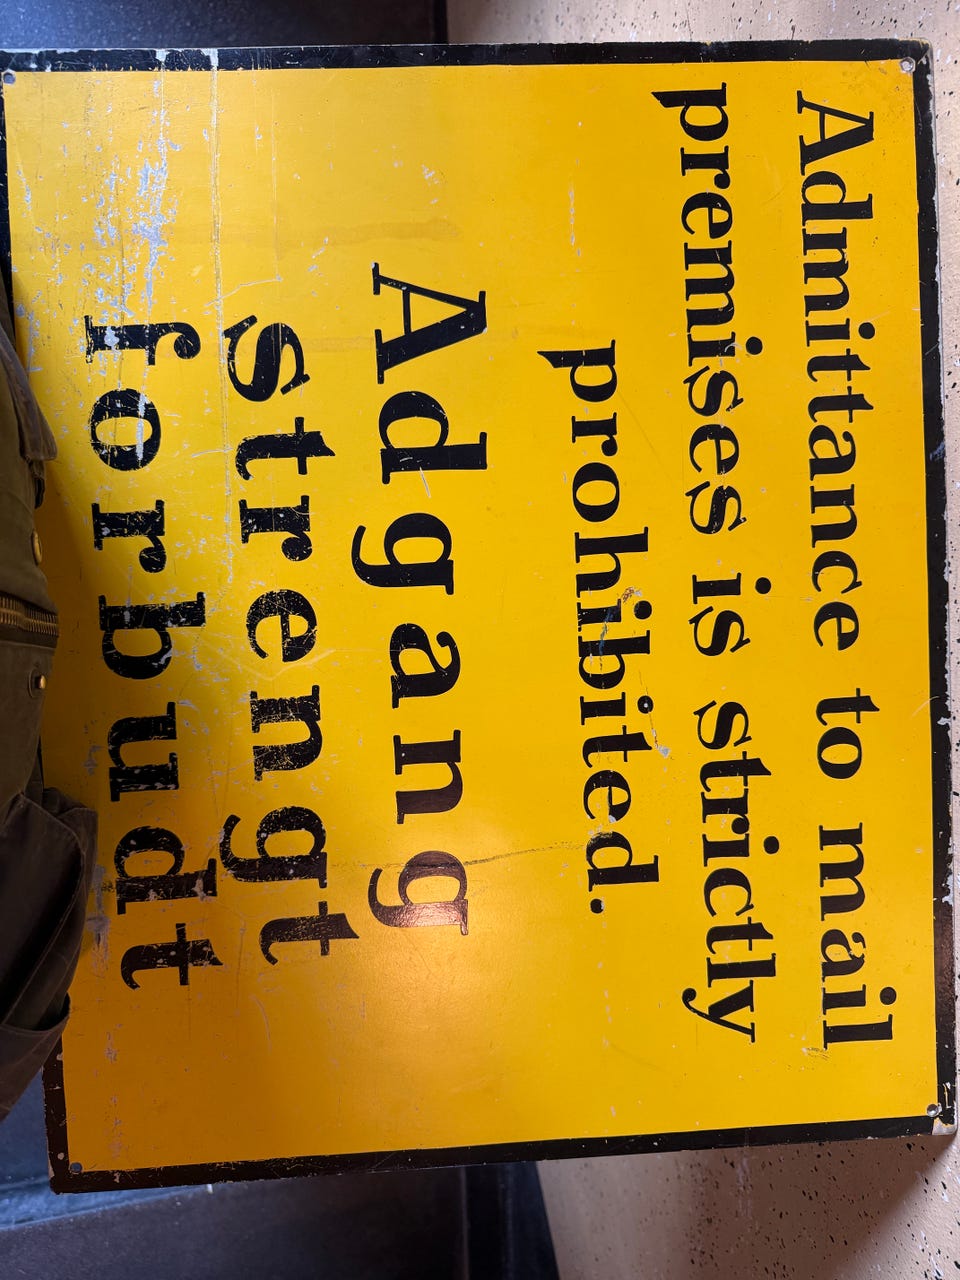 Admittance to mail
premises is strictly
prohibited.
Adgang
strengt
forbudt